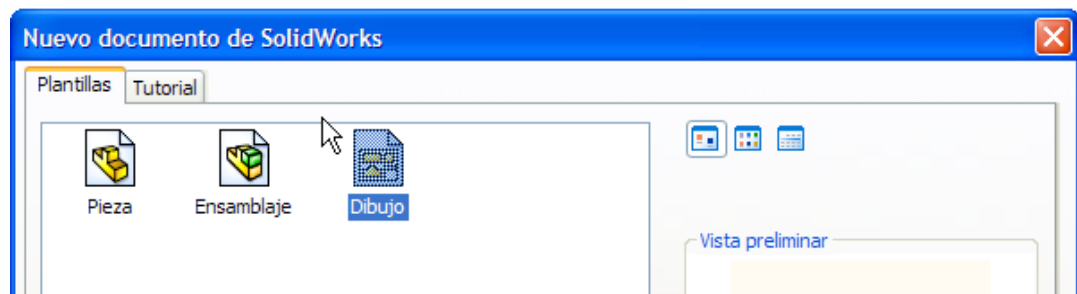 Nuevo documento de SolidWorks
Plantillas Tutorial
Pieza Ensamblaje Dibujo
Vista preliminar